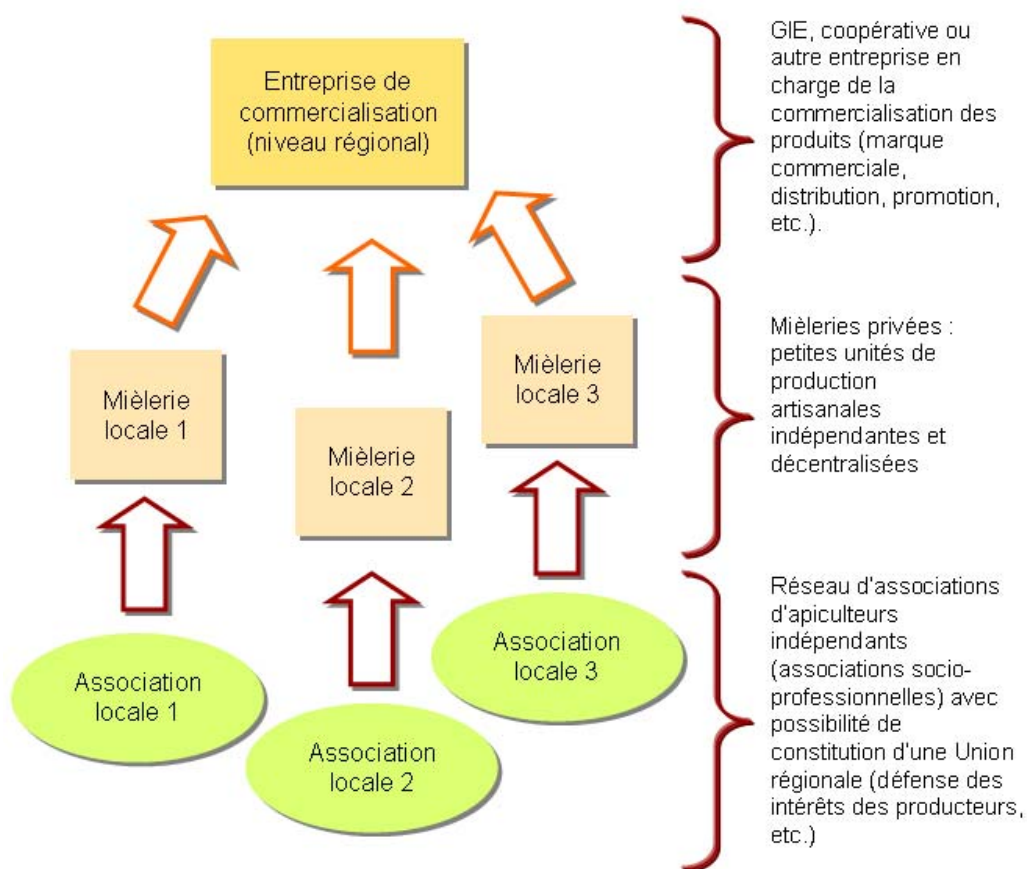 Entreprise de
commercialisation
(niveau régional)
GIE, coopérative ou
autre entreprise en
charge de la
commercialisation des
produits (marque
commerciale,
distribution, promotion,
etc.).
Mièlerie
locale 1
Mièlerie
locale 2
Mièlerie
locale 3
Mièleries privées :
petites unités de
production
artisanales
indépendantes et
décentralisées
Association
locale 1
Association
locale 2
Association
locale 3
Réseau d'associations
d'apiculteurs
indépendants
(associations socio-
professionnelles) avec
possibilité de
constitution d'une Union
régionale (défense des
intérêts des producteurs,
etc.)